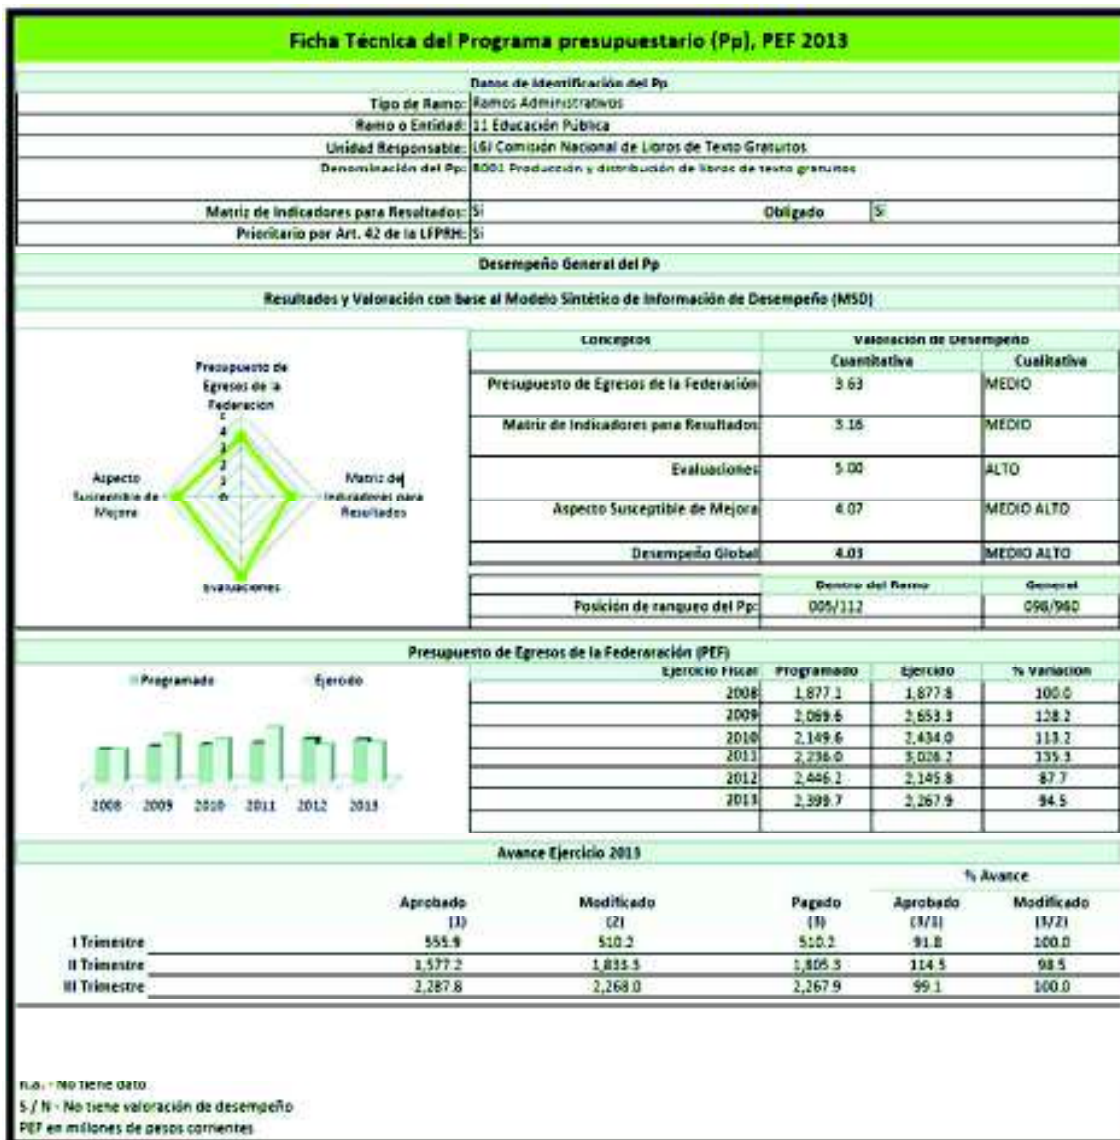 Ficha Técnica del Programa presupuestario (Pp), PEF 2013
Datos de Identificación del Pp
Tipo de Ramo: Ramos Administrativos
Ramo o Entidad: 11 Educación Pública
Unidad Responsable: L6J Comisión Nacional de Libros de Texto Gratuitos
Denominación del Pp: B001 Producción y distribución de libros de texto gratuitos
Matriz de Indicadores para Resultados: Si Obligado Si
Prioritario por Art. 42 de la LFPRH: Si
Desempeño General del Pp
Resultados y Valoración con base al Modelo Sintético de Información de Desempeño (MSD)
Presupuesto de
Egresos de la
Federación
5
4
3
2
1
0
Aspecto
Susceptible de
Mejora
Matriz de
Indicadores para
Resultados
Evaluaciones
Conceptos Valoración de Desempeño
Cuantitativa Cualitativa
Presupuesto de Egresos de la Federación 3.63 MEDIO
Matriz de Indicadores para Resultados 3.16 MEDIO
Evaluaciones 5.00 ALTO
Aspecto Susceptible de Mejora 4.07 MEDIO ALTO
Desempeño Global 4.03 MEDIO ALTO
Dentro del Ramo General
Posición de ranqueo del Pp: 005/112
Presupuesto de Egresos de la Federaración (PEF)
Programado Ejercido
2008 2009 2010 2011 2012 2013
Ejercicio Fiscal Programado Ejercido % Variación
2008 1,877.1 1,877.8 100.0
2009 2,069.6 2,653.3 128.2
2010 2,149.6 2,434.0 113.2
2011 2,236.0 3,026.2 135.3
2012 2,446.2 2,145.8 87.7
2013 2,399.7 2,267.9 94.5
Avance Ejercicio 2013
% Avance
Aprobado Modificado Pagado Aprobado Modificado
(1) (2) (3) (3/1) (3/2)
I Trimestre 555.9 510.2 510.2 91.8 100.0
II Trimestre 1,577.2 1,833.5 1,805.3 114.5 98.5
III Trimestre 2,287.8 2,268.0 2,267.9 99.1 100.0
n.a. - No tiene dato
S / N - No tiene valoración de desempeño
PEF en millones de pesos corrientes